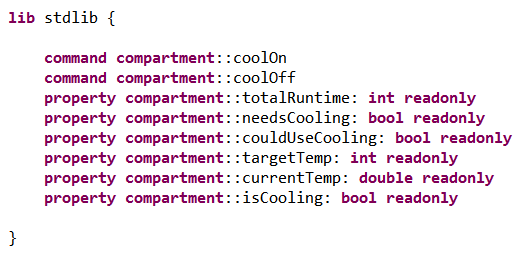 lib stdlib {
command compartment::coolOn
command compartment::coolOff
property compartment::totalRuntime: int readonly
property compartment::needsCooling: bool readonly
property compartment::couldUseCooling: bool readonly
property compartment::targetTemp: int readonly
property compartment::currentTemp: double readonly
property compartment::isCooling: bool readonly
}